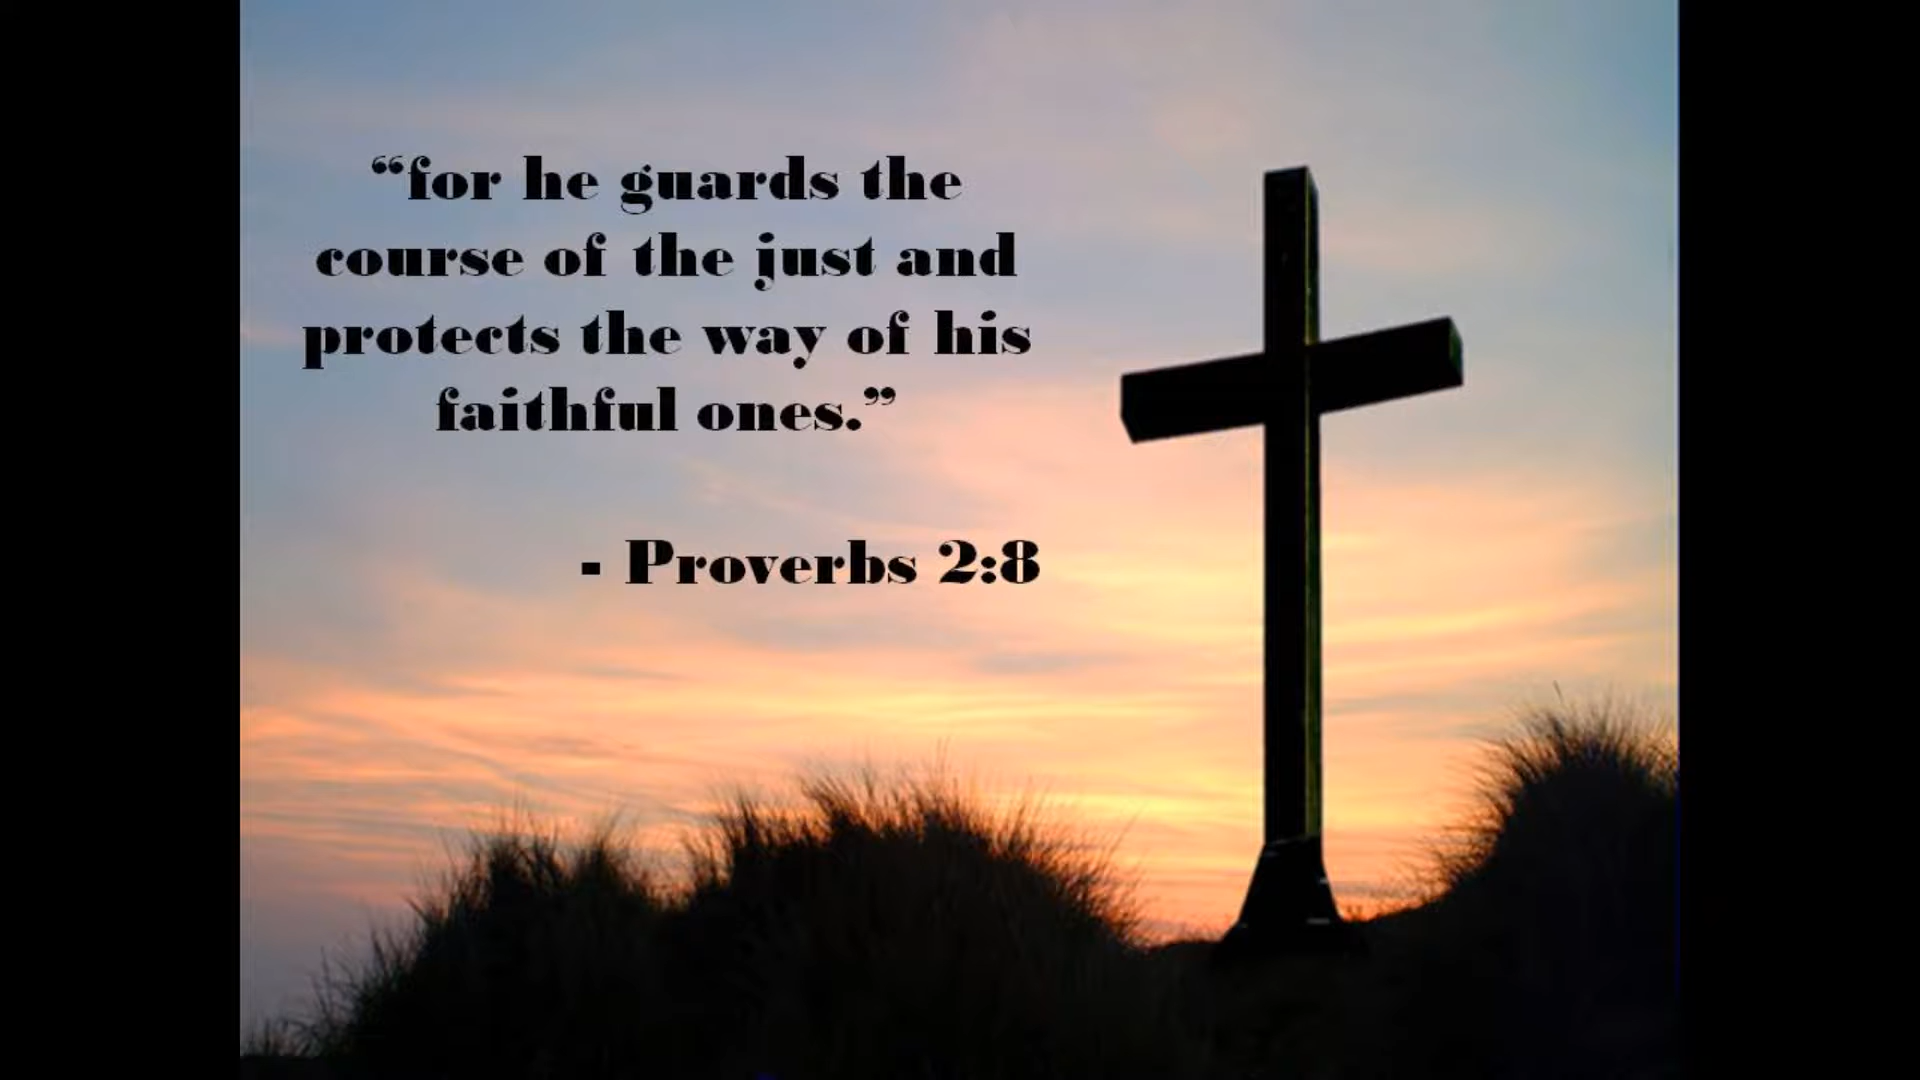 “for he guards the
course of the just and
protects the way of his
faithful ones.”
- Proverbs 2:8